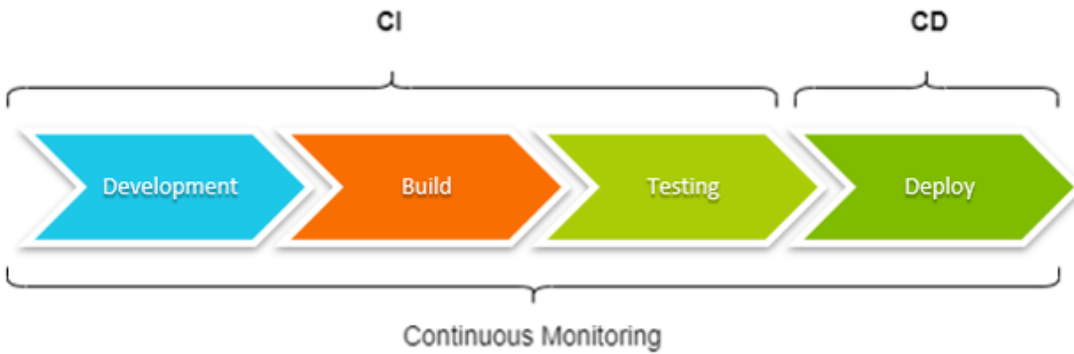 CI
CD
Development
Build
Testing
Deploy
Continuous Monitoring